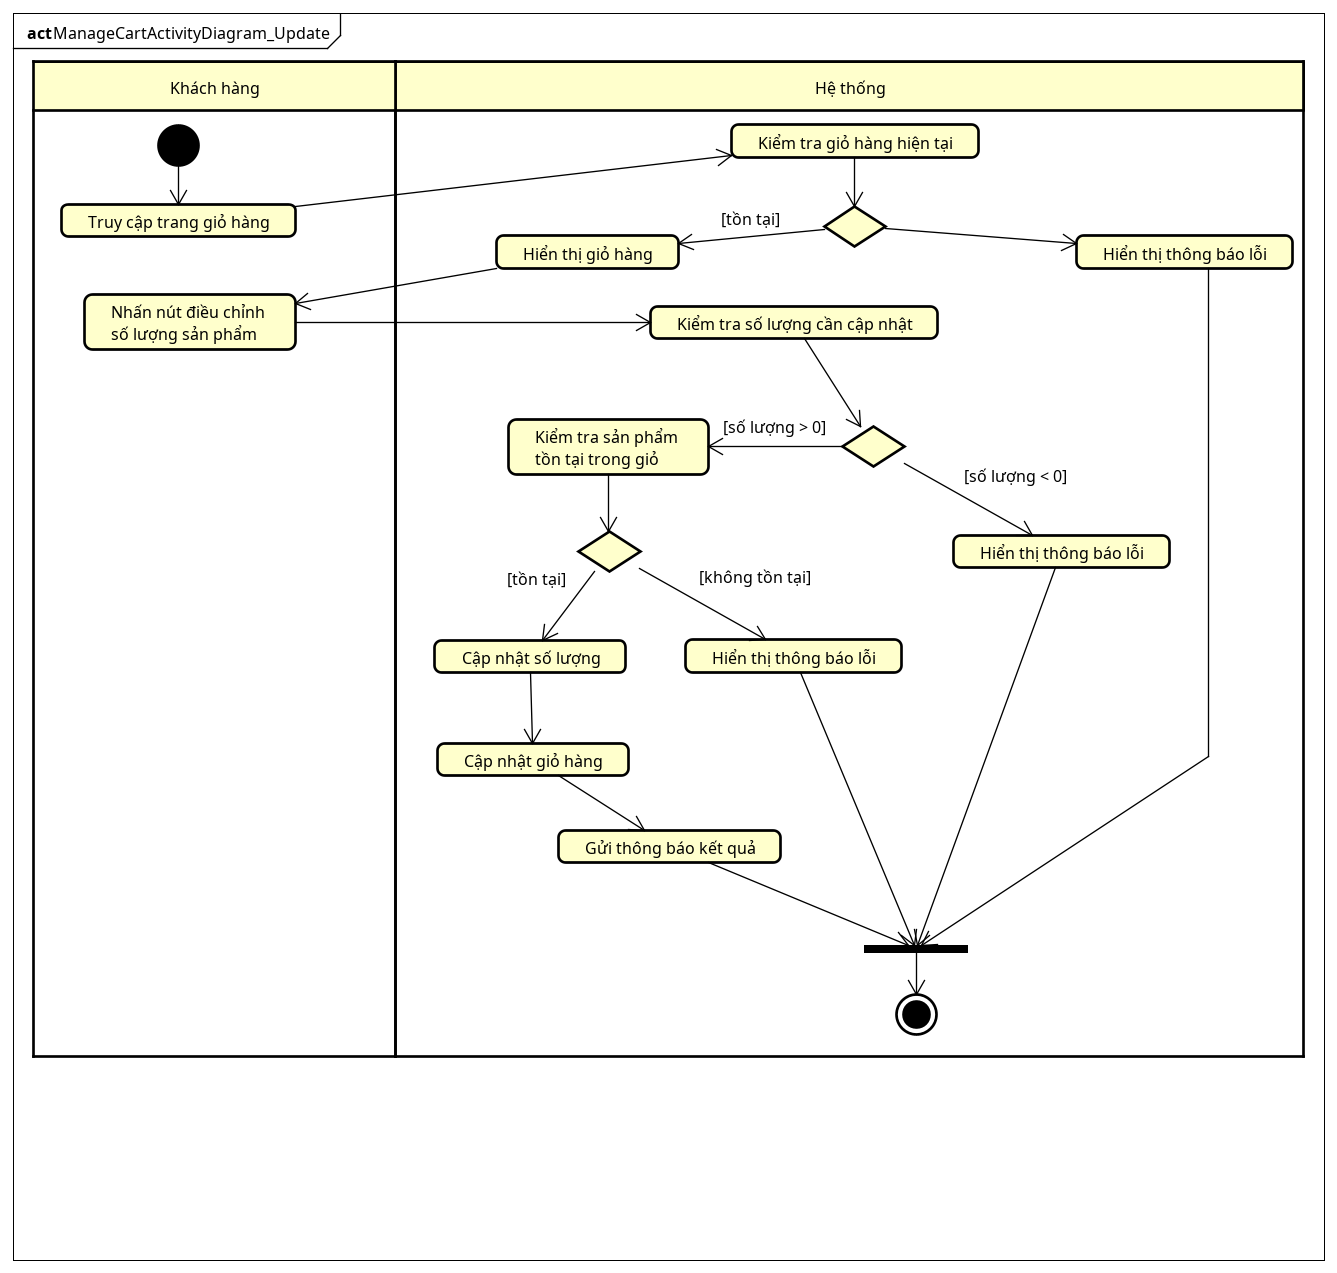 act ManageCartActivityDiagram_Update
Khách hàng
Hệ thống
Kiểm tra giỏ hàng hiện tại
Truy cập trang giỏ hàng
[tồn tại]
Hiển thị giỏ hàng
Hiển thị thông báo lỗi
Nhấn nút điều chỉnh
số lượng sản phẩm
Kiểm tra số lượng cần cập nhật
[số lượng > 0]
Kiểm tra sản phẩm
tồn tại trong giỏ
[số lượng < 0]
Hiển thị thông báo lỗi
[tồn tại]
[không tồn tại]
Cập nhật số lượng
Hiển thị thông báo lỗi
Cập nhật giỏ hàng
Gửi thông báo kết quả